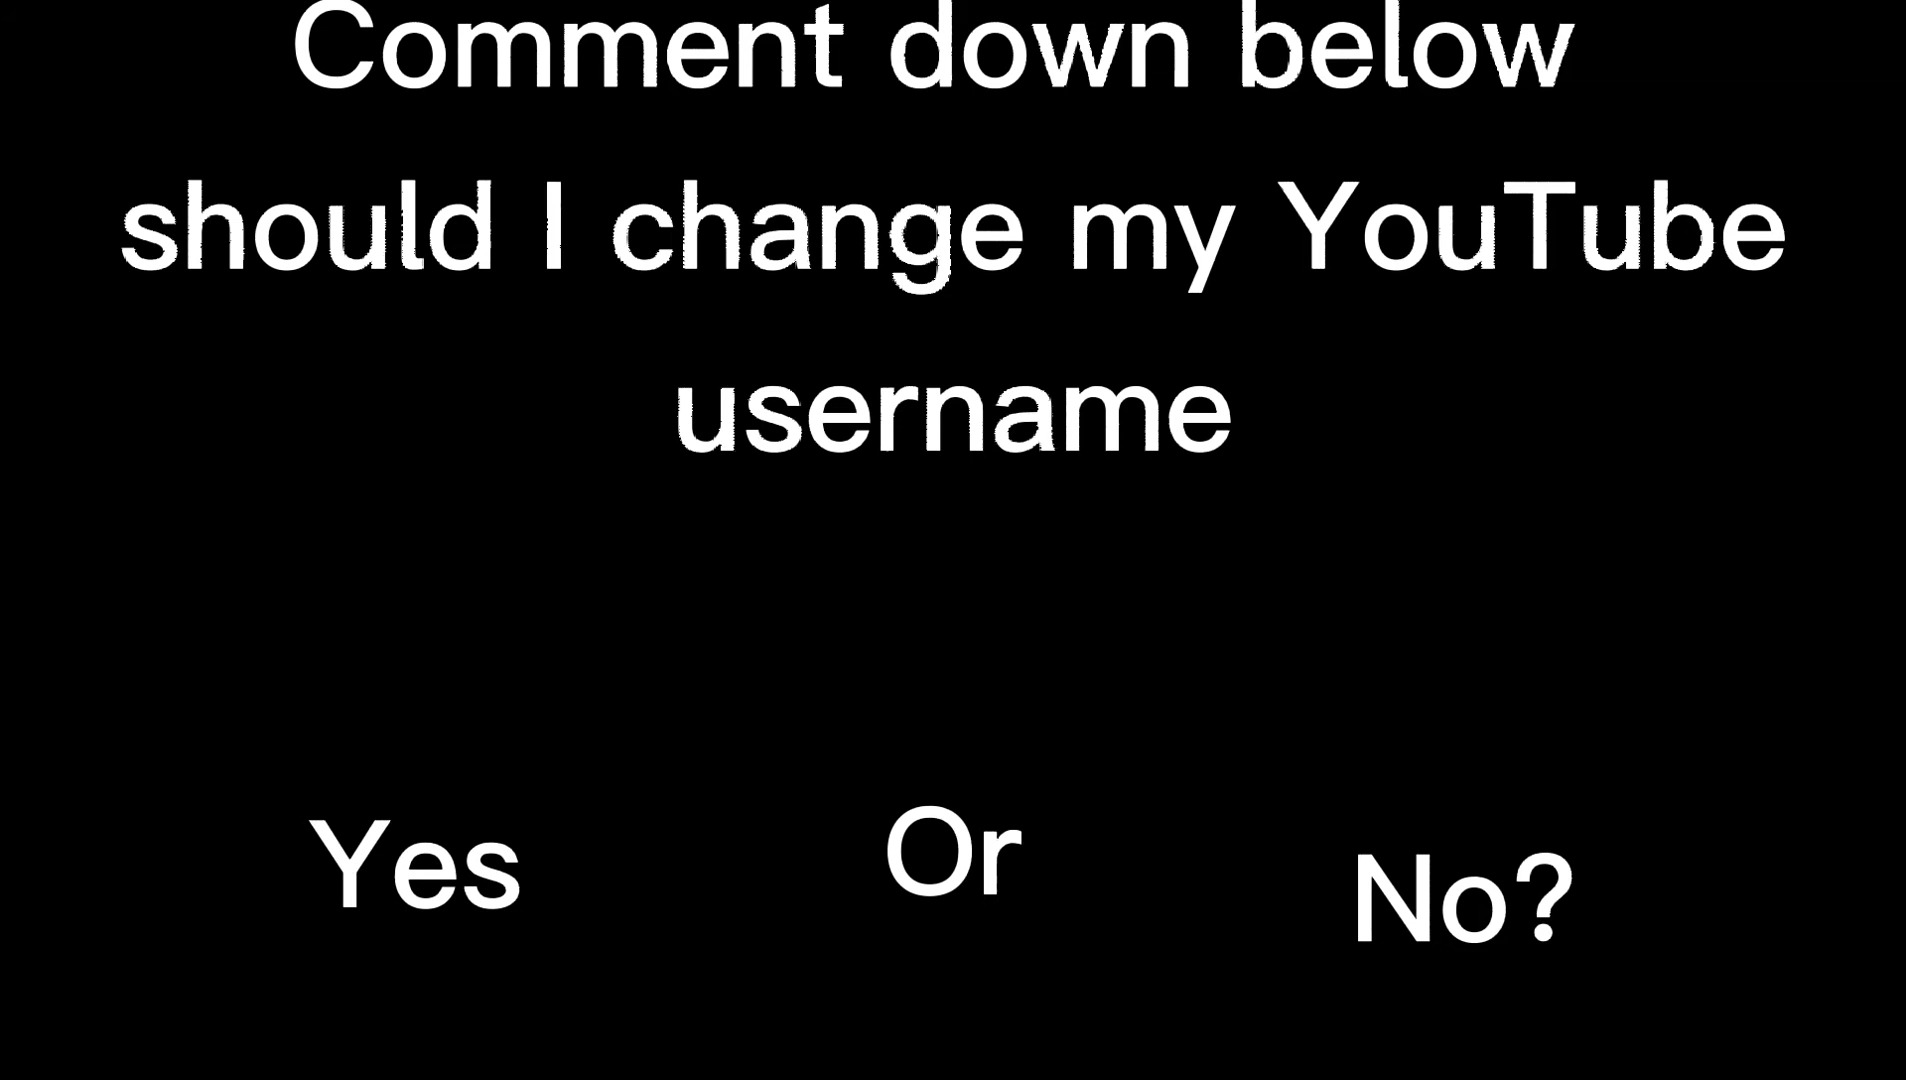 Comment down below
should I change my YouTube
username
Yes
Or
No?